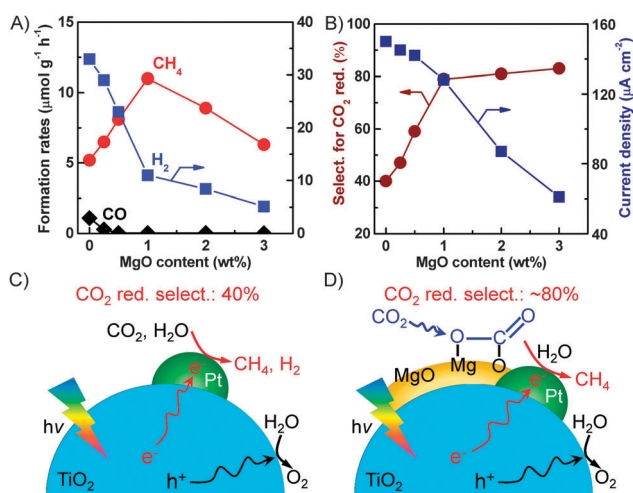 A)
Formation rates (μmol g⁻¹ h⁻¹)
15
10
5
0
40
30
20
10
0
CH₄
H₂
CO
0 1 2 3
MgO content (wt%)
B)
Select. for CO₂ red. (%)
100
80
60
40
20
160
130
100
70
40
Current density (μA cm⁻²)
0 1 2 3
MgO content (wt%)
C)
CO₂ red. select.: 40%
CO₂, H₂O
CH₄, H₂
e⁻
Pt
hν
H₂O
e⁻
h⁺
O₂
TiO₂
D)
CO₂ red. select.: ~80%
CO₂
O
C
O
O
Mg
H₂O
MgO
e⁻
CH₄
Pt
hν
H₂O
e⁻
h⁺
O₂
TiO₂